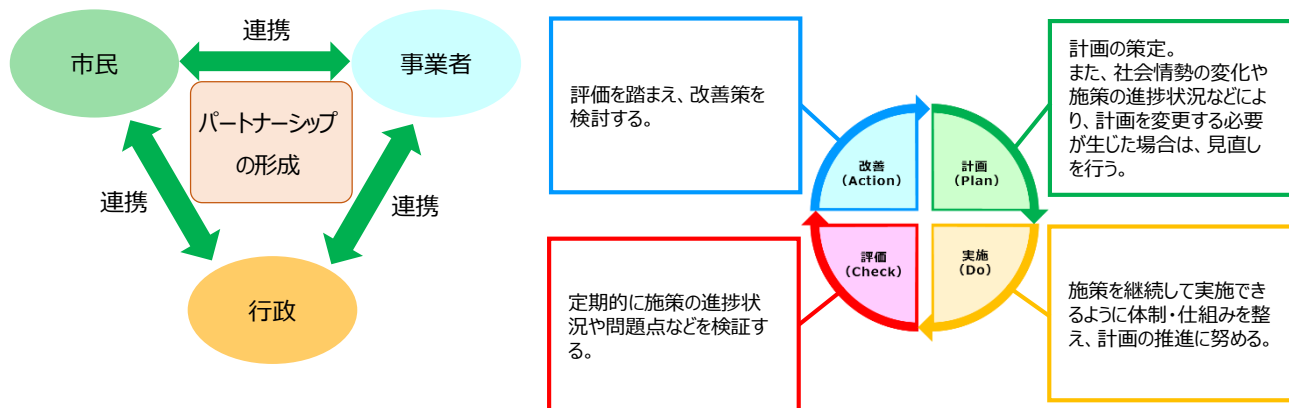 連携
市民
事業者
パートナーシップ
の形成
連携
連携
行政
評価を踏まえ、改善策を
検討する。
計画の策定。
また、社会情勢の変化や
施策の進捗状況などによ
り、計画を変更する必要
が生じた場合は、見直し
を行う。
改善
(Action)
計画
(Plan)
評価
(Check)
実施
(Do)
定期的に施策の進捗状
況や問題点などを検証す
る。
施策を継続して実施でき
るように体制・仕組みを整
え、計画の推進に努める。